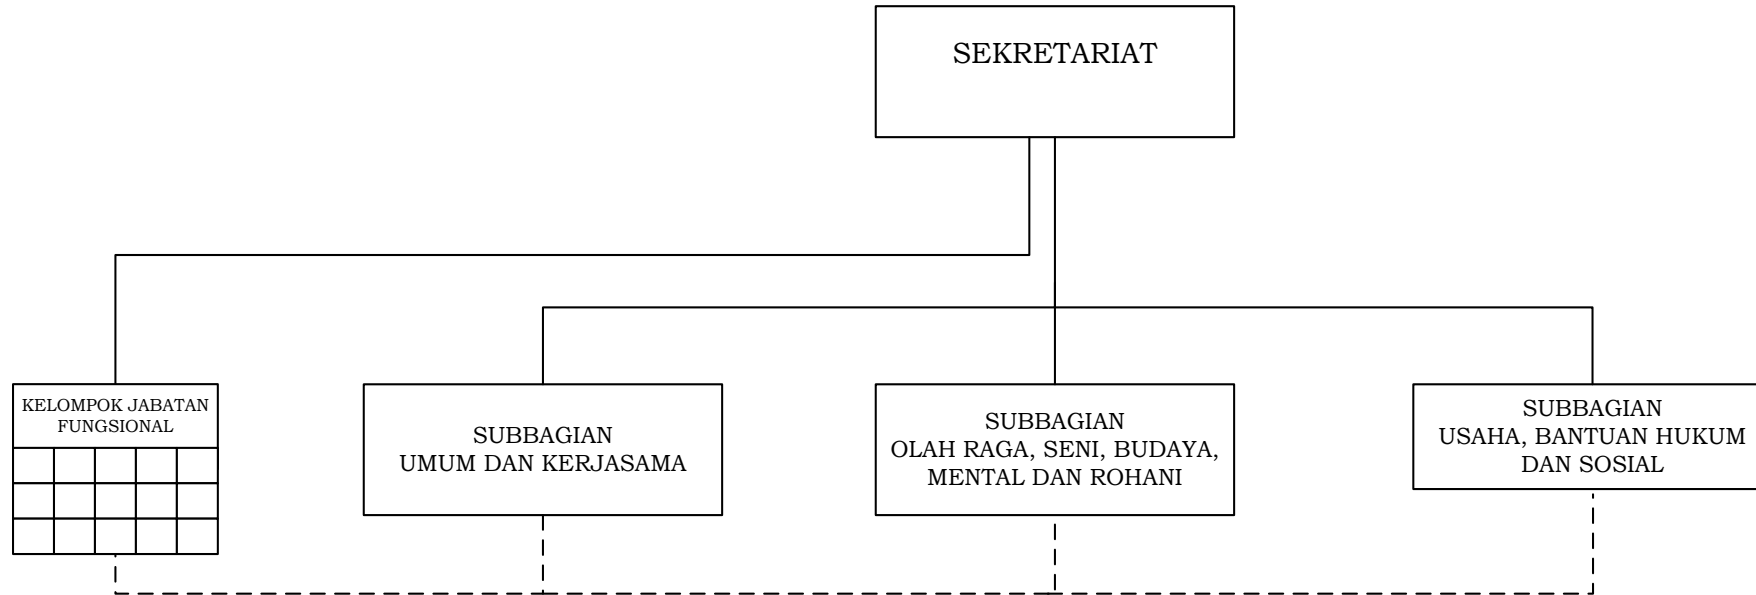 SEKRETARIAT
KELOMPOK JABATAN
FUNGSIONAL
SUBBAGIAN
UMUM DAN KERJASAMA
SUBBAGIAN
OLAH RAGA, SENI, BUDAYA,
MENTAL DAN ROHANI
SUBBAGIAN
USAHA, BANTUAN HUKUM
DAN SOSIAL